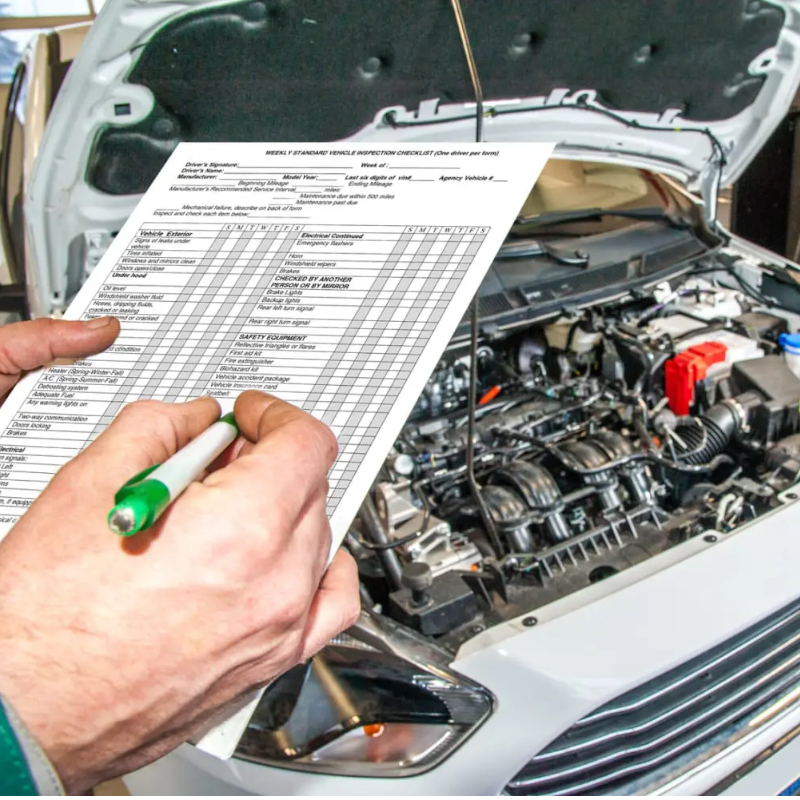 WEEKLY STANDARD VEHICLE INSPECTION CHECKLIST (One driver per form)
Driver's Signature: Week of :
Driver's Name:
Manufacturer: Model Year: Last six digits of vin# Agency Vehicle #
Beginning Mileage Ending Mileage
Manufacturer's Recommended Service Interval miles:
Maintenance due within 500 miles
Maintenance past due
Mechanical failure, describe on back of form
Inspect and check each item below:
Vehicle Exterior S M T W T F S
Signs of leaks under
vehicle
Tires inflated
Windows and mirrors clean
Doors open/close
Under hood
Oil level
Windshield washer fluid
Hoses, dripping fluids,
cracked or leaking
or cracked
condition
Brakes
Heater (Spring-Winter-Fall)
A.C. (Spring-Summer-Fall)
Defrosting system
Adequate Fuel
Any warning lights on
Two-way communication
Doors locking
Brakes
Electrical Continued S M T W T F S
Emergency flashers
Horn
Windshield wipers
Brakes
CHECKED BY ANOTHER
PERSON OR BY MIRROR
Brake Lights
Backup lights
Rear left turn signal
Rear right turn signal
SAFETY EQUIPMENT
Reflective triangles or flares
First aid kit
Fire extinguisher
Biohazard kit
Vehicle accident package
Vehicle insurance card